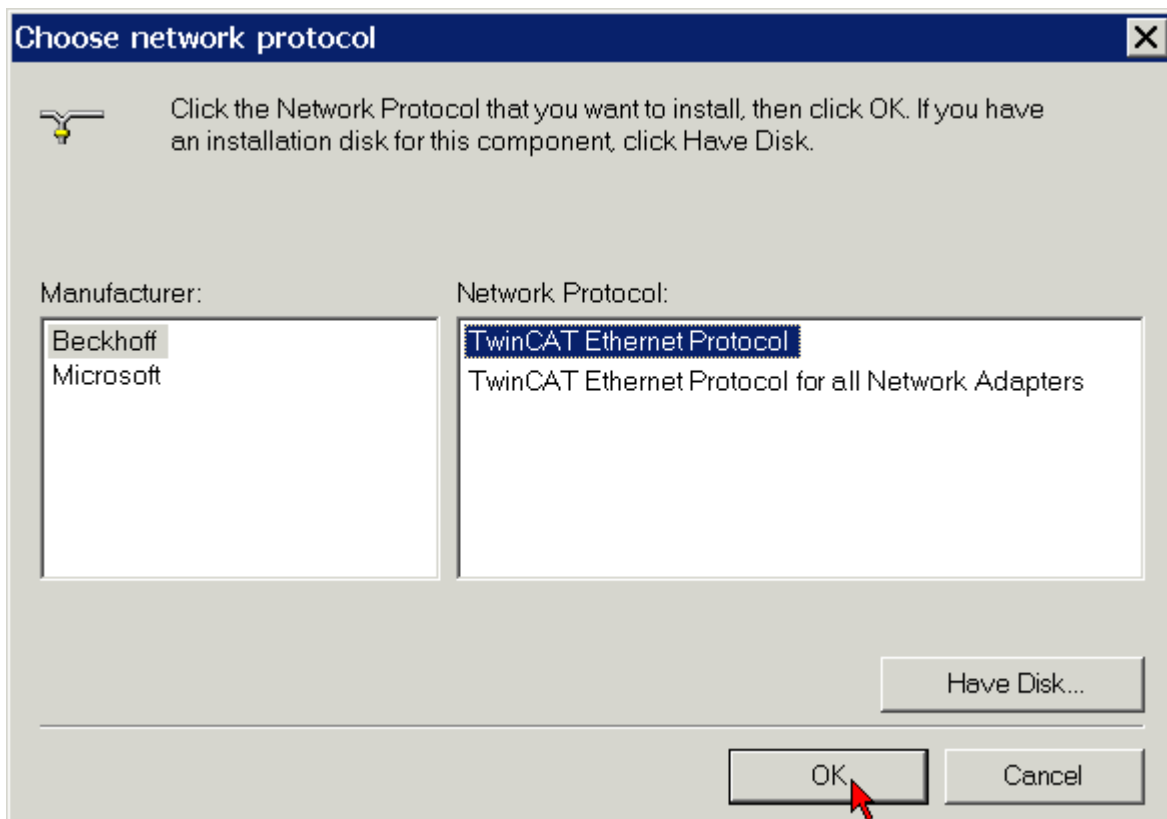 Choose network protocol
Click the Network Protocol that you want to install, then click OK. If you have
an installation disk for this component, click Have Disk.
Manufacturer:
Beckhoff
Microsoft
Network Protocol:
TwinCAT Ethernet Protocol
TwinCAT Ethernet Protocol for all Network Adapters
Have Disk...
OK
Cancel